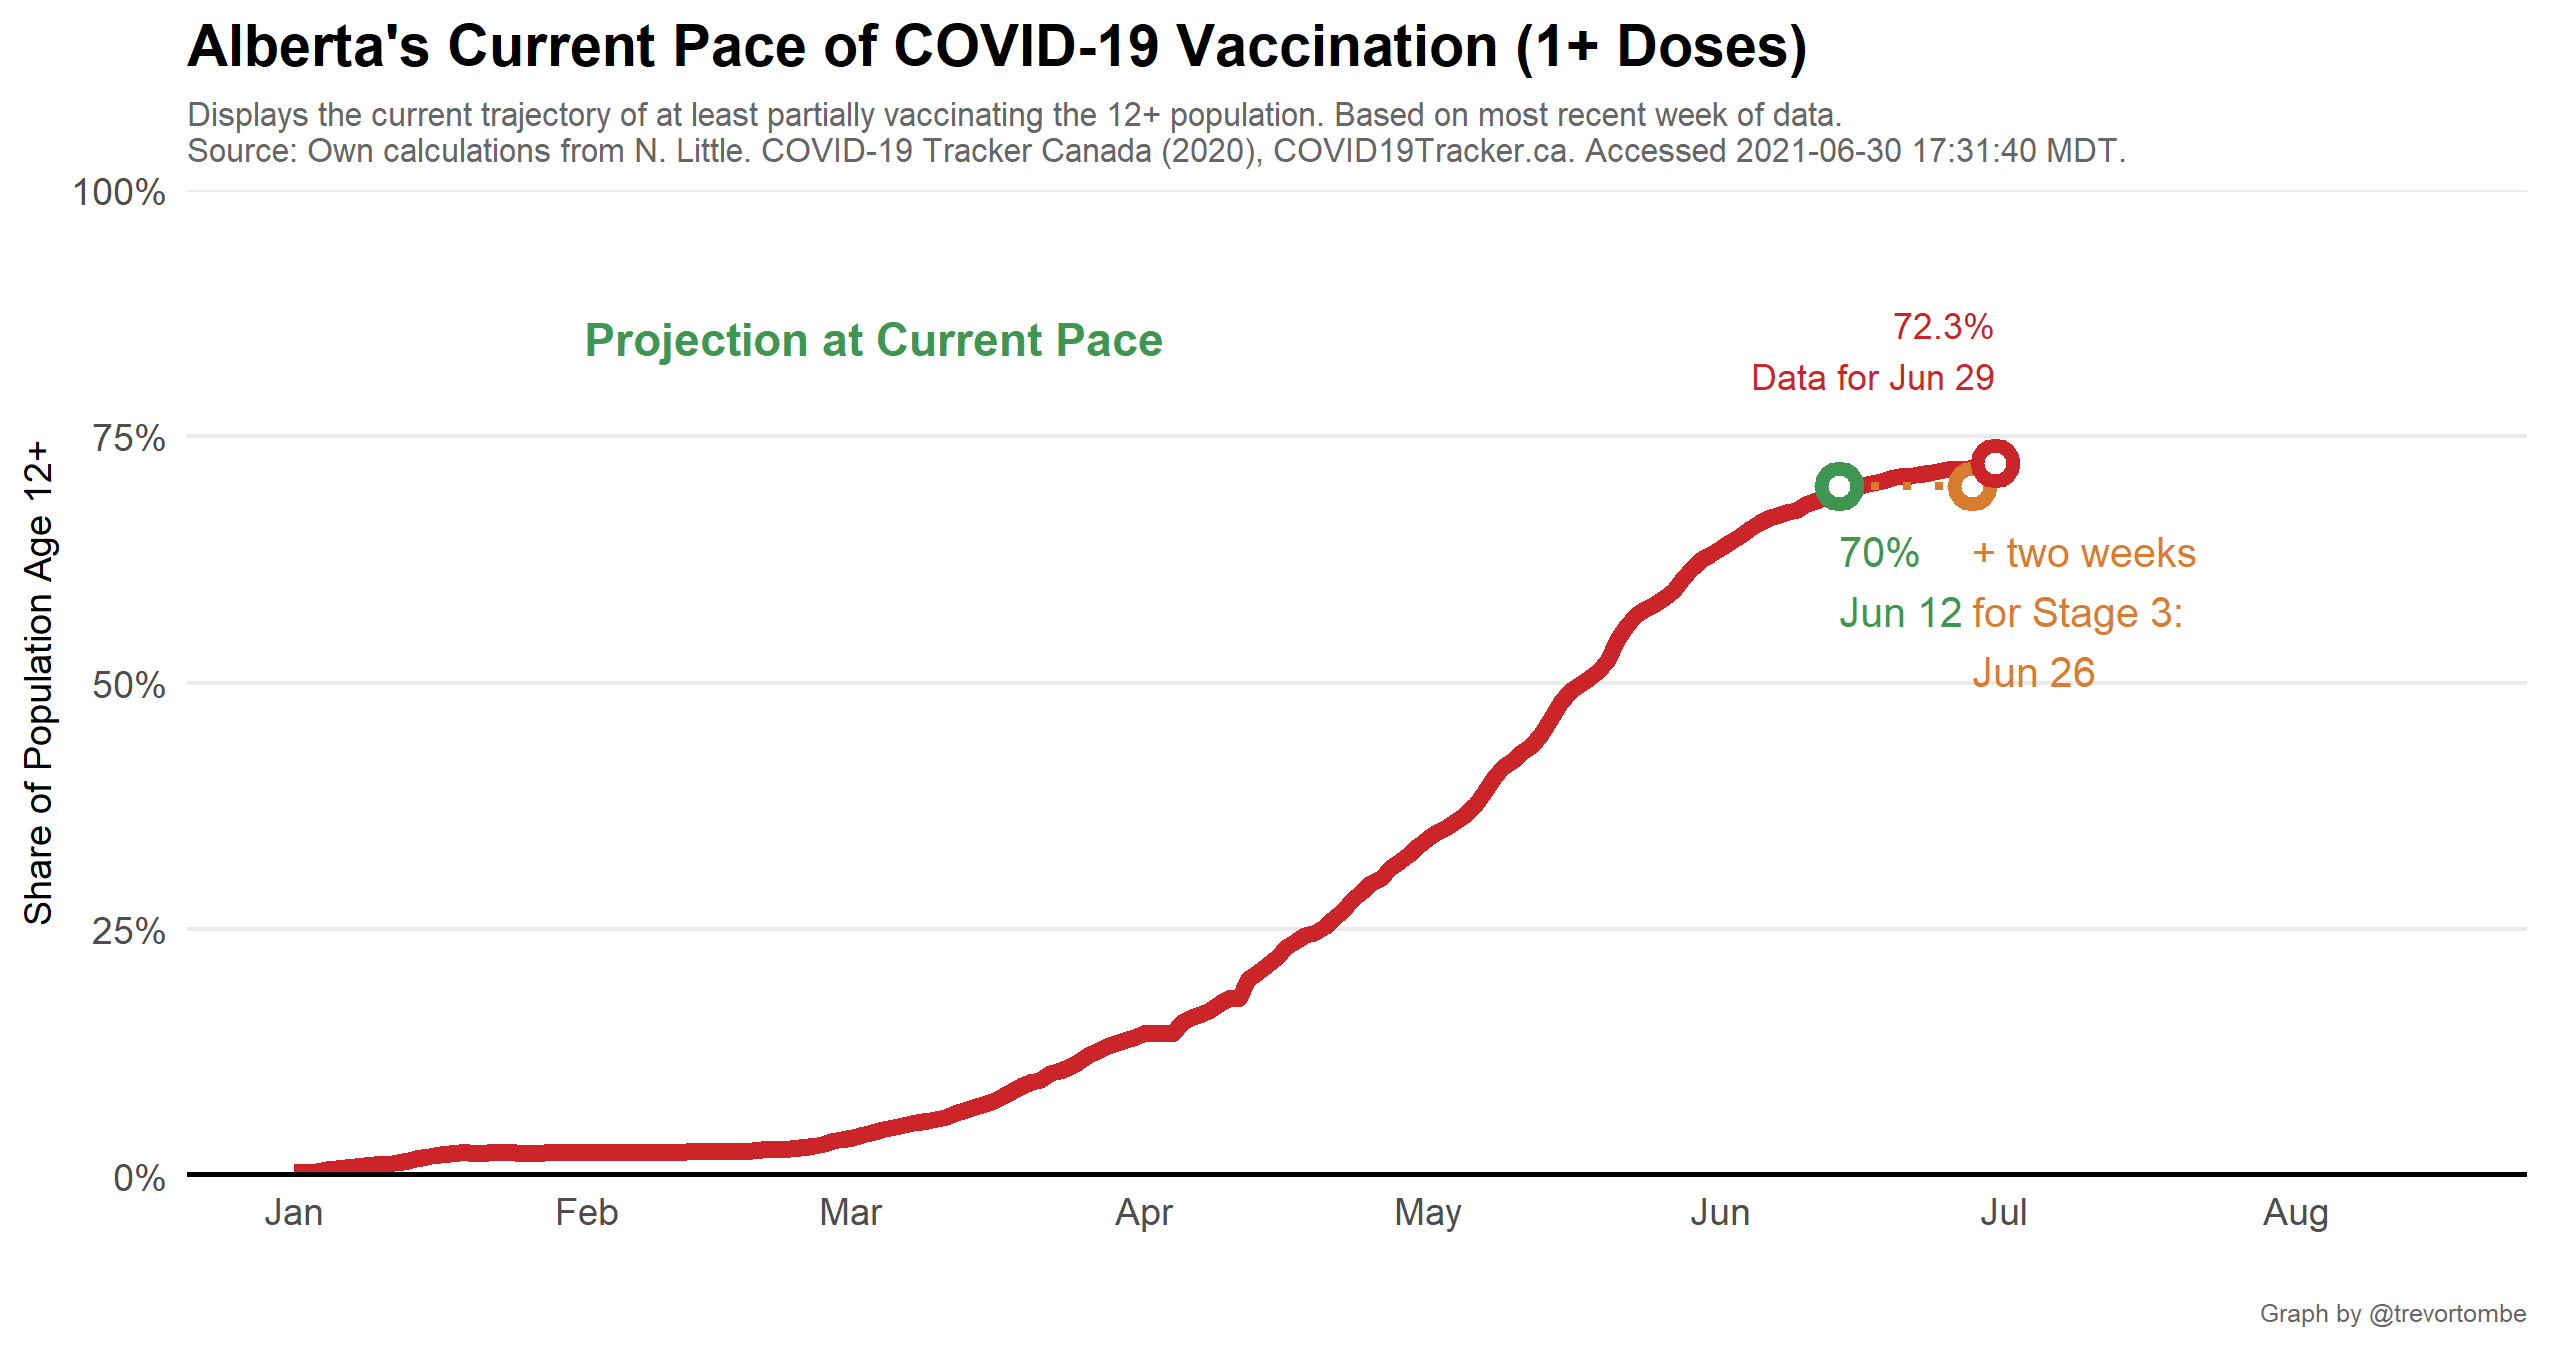 Alberta's Current Pace of COVID-19 Vaccination (1+ Doses)
Displays the current trajectory of at least partially vaccinating the 12+ population. Based on most recent week of data.
Source: Own calculations from N. Little. COVID-19 Tracker Canada (2020), COVID19Tracker.ca. Accessed 2021-06-30 17:31:40 MDT.
100%
75%
50%
25%
0%
Share of Population Age 12+
Projection at Current Pace
72.3%
Data for Jun 29
70%
Jun 12
+ two weeks
for Stage 3:
Jun 26
Jan
Feb
Mar
Apr
May
Jun
Jul
Aug
Graph by @trevortombe